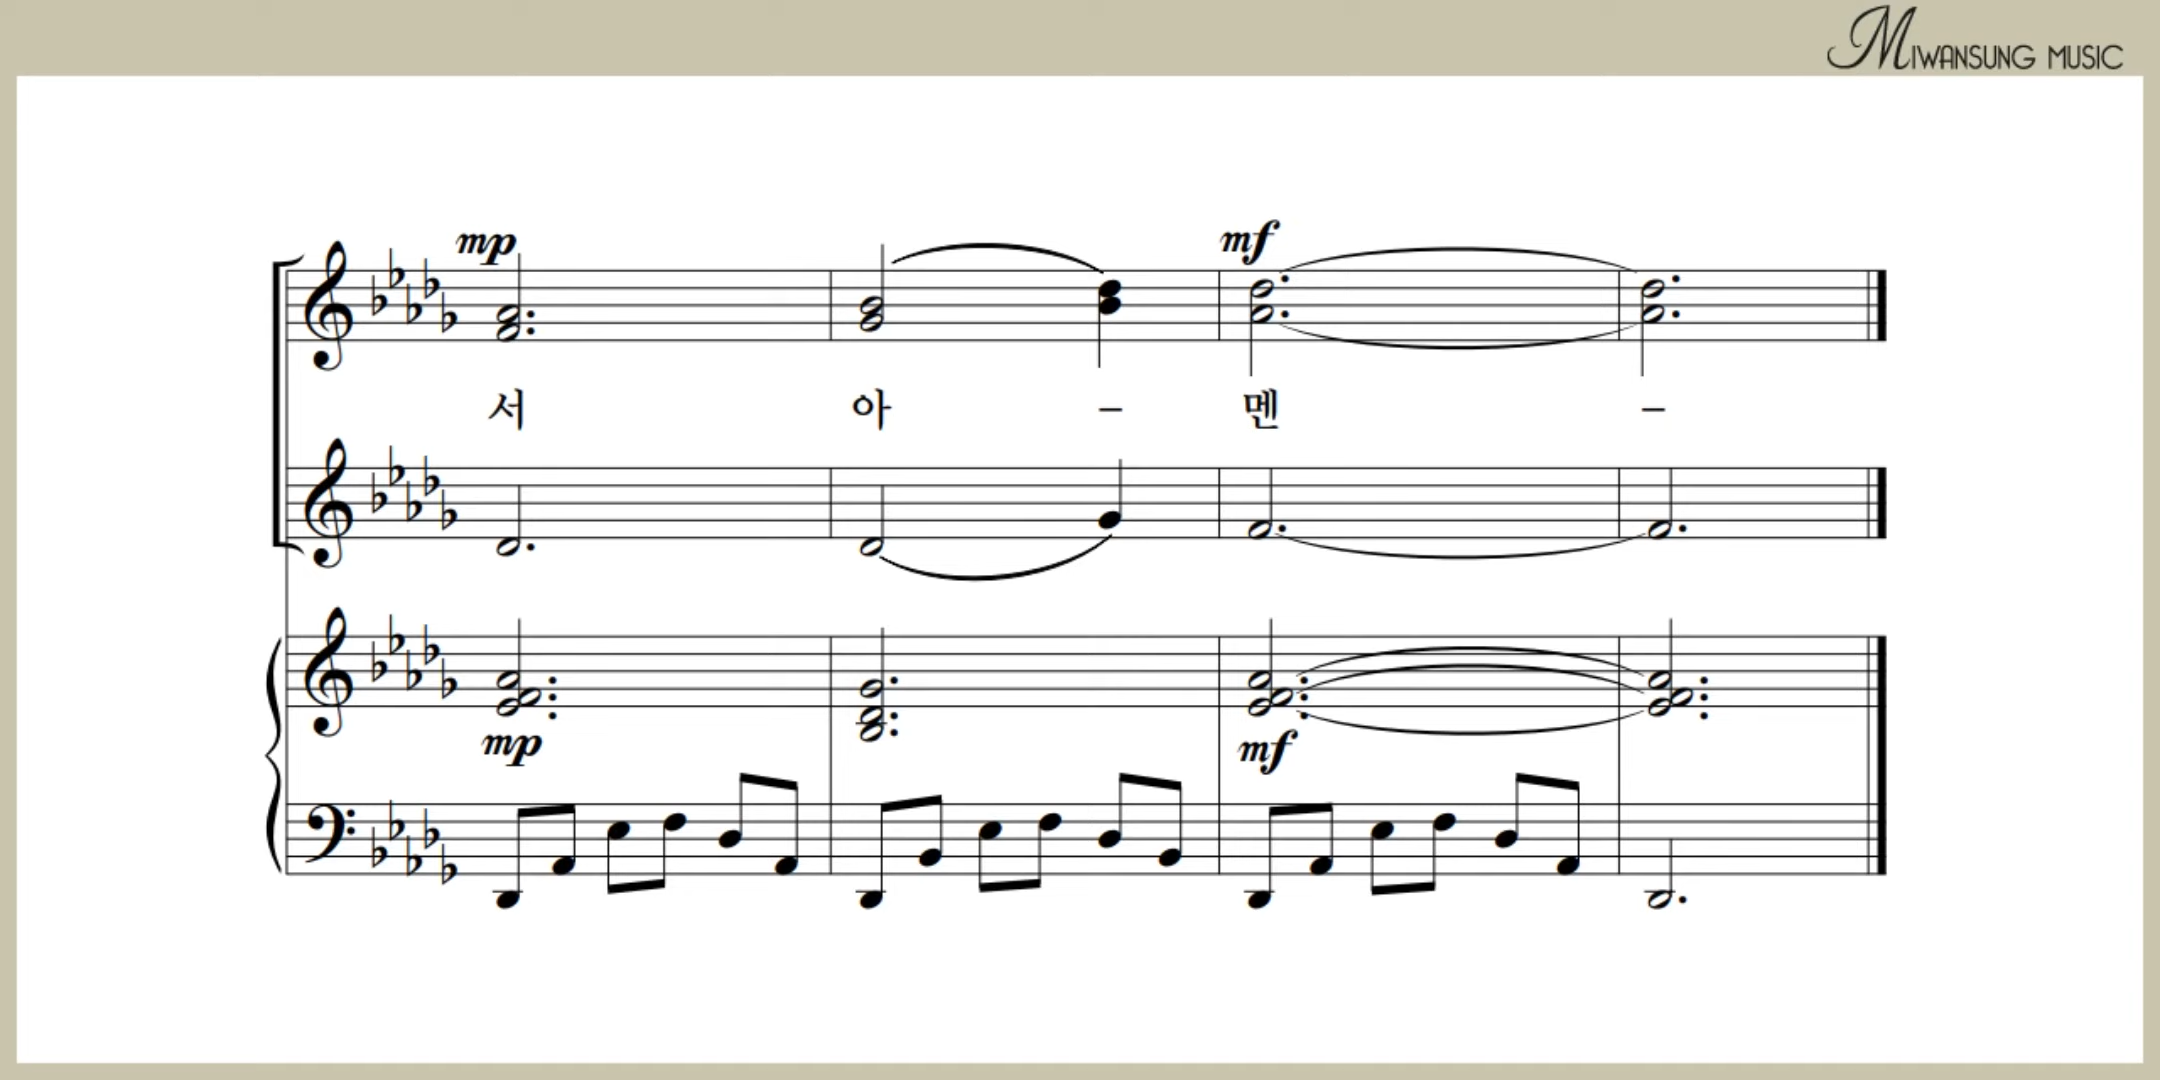 MIWANSUNG MUSIC
mp
mf
서 아 – 멘 –
mp
mf